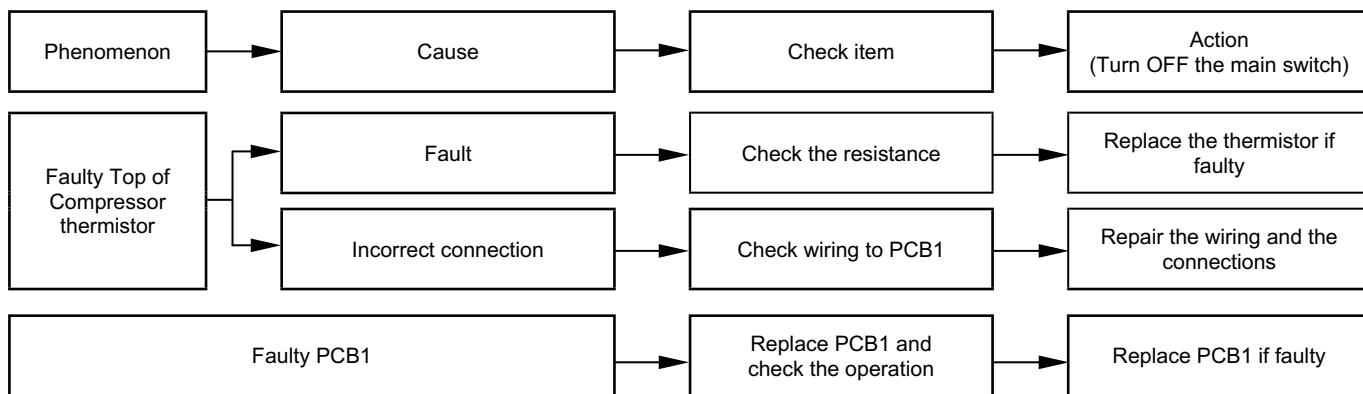 Phenomenon
Cause
Check item
Action
(Turn OFF the main switch)
Faulty Top of
Compressor
thermistor
Fault
Check the resistance
Replace the thermistor if
faulty
Incorrect connection
Check wiring to PCB1
Repair the wiring and the
connections
Faulty PCB1
Replace PCB1 and
check the operation
Replace PCB1 if faulty